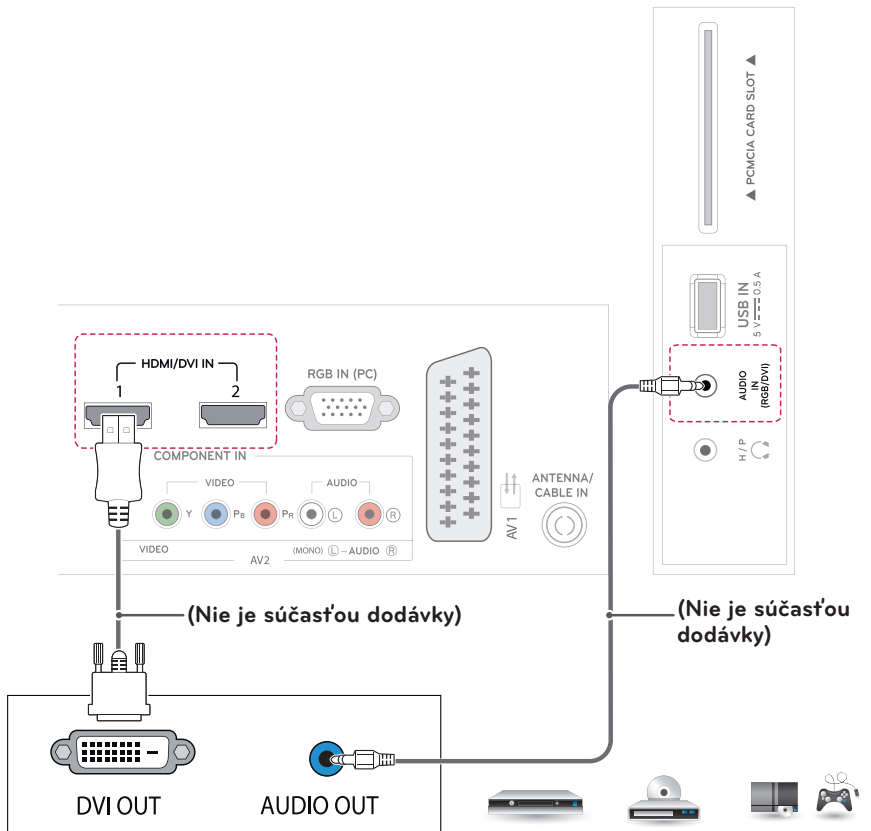 ▲ PCMCIA CARD SLOT ▲
USB IN
5 V 0.5 A
AUDIO
IN
(RGB/DVI)
H / P
HDMI/DVI IN
1 2
RGB IN (PC)
COMPONENT IN
VIDEO AUDIO
Y PB PR L R
VIDEO
(MONO) L – AUDIO R
AV2
AV1
ANTENNA/
CABLE IN
(Nie je súčasťou dodávky)
(Nie je súčasťou
dodávky)
DVI OUT
AUDIO OUT